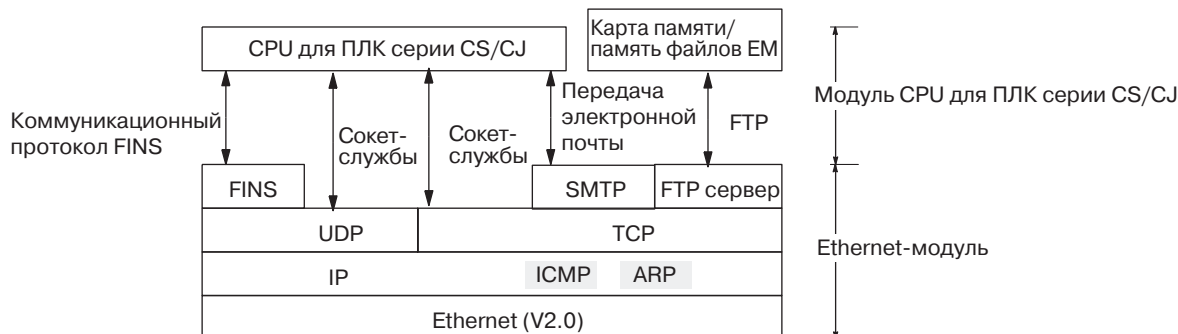 CPU для ПЛК серии CS/CJ
Карта памяти/
память файлов EM
Модуль CPU для ПЛК серии CS/CJ
Коммуникационный
протокол FINS
Сокет-
службы
Сокет-
службы
Передача
электронной
почты
FTP
FINS
SMTP
FTP сервер
UDP
TCP
Ethernet-модуль
IP
ICMP
ARP
Ethernet (V2.0)